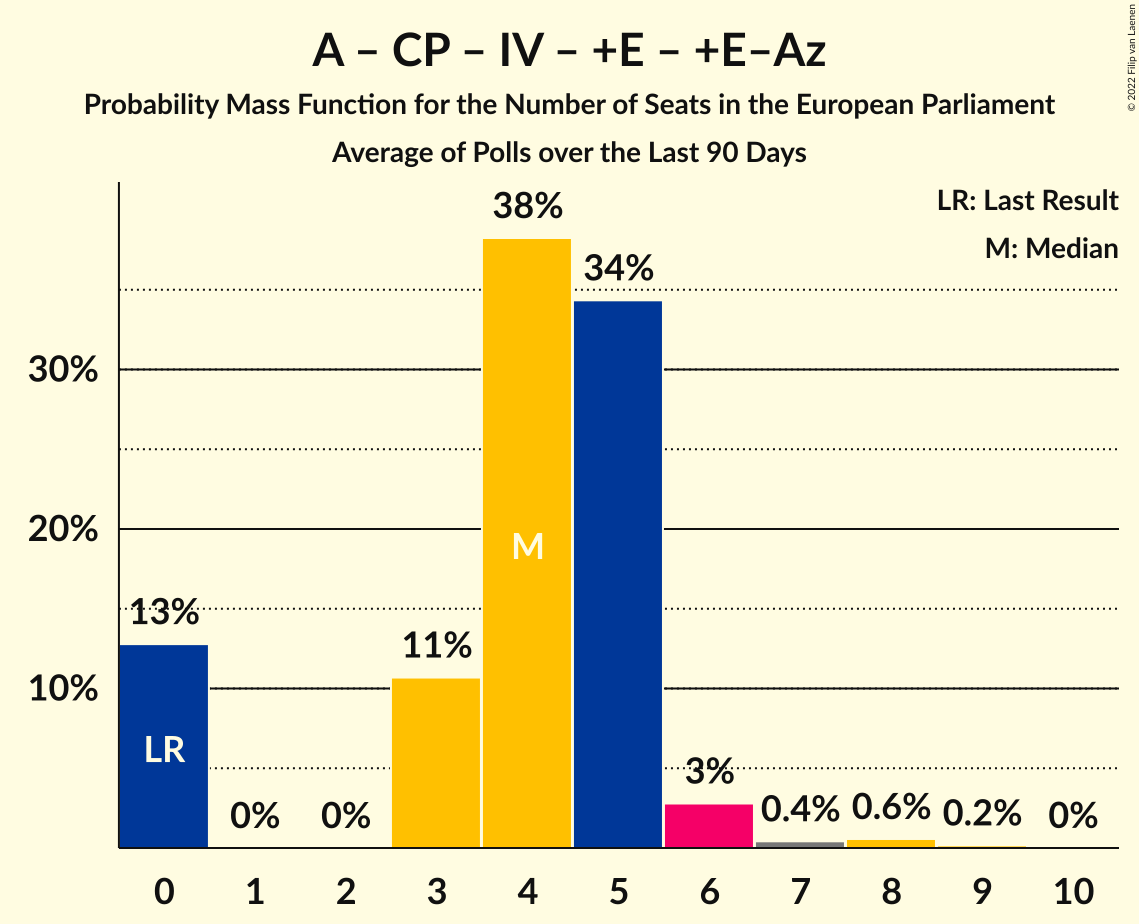 A – CP – IV – +E – +E–Az
Probability Mass Function for the Number of Seats in the European Parliament
Average of Polls over the Last 90 Days
© 2022 Filip van Laenen
LR: Last Result
M: Median
38%
34%
30%
20%
M
13%
11%
10%
LR
3%
0%
0%
0.4%
0.6%
0.2%
0%
0 1 2 3 4 5 6 7 8 9 10